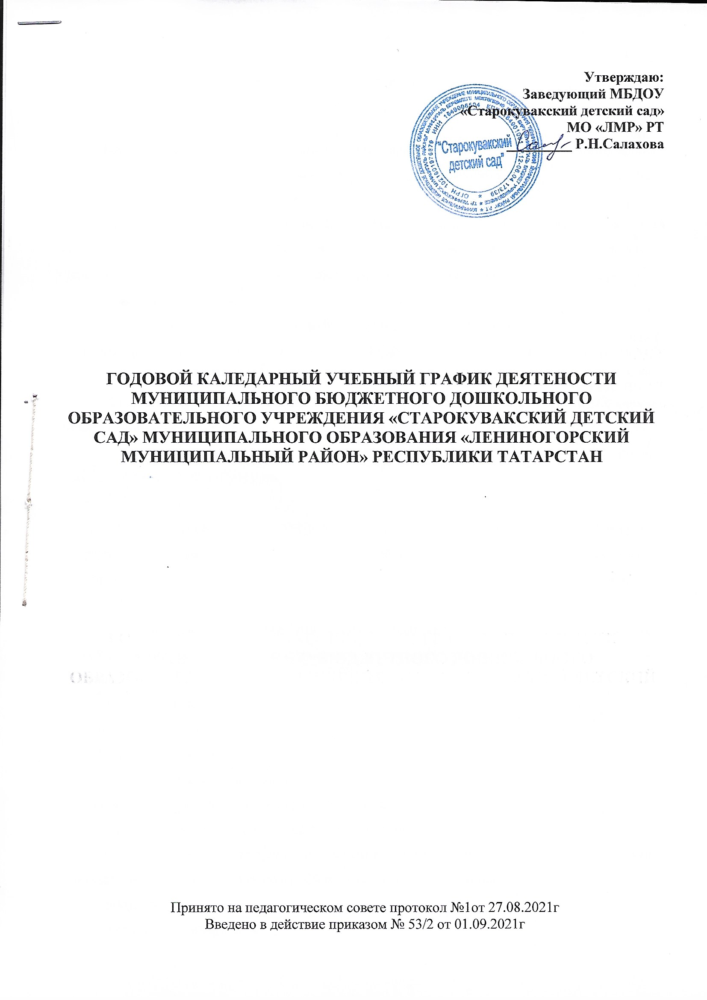 Утверждаю:
Заведующий МБДОУ
«Старокувакский детский сад»
МО «ЛМР» РТ
Р.Н.Салахова
"Старокувакский
детский сад"
ГОДОВОЙ КАЛЕДАРНЫЙ УЧЕБНЫЙ ГРАФИК ДЕЯТЕНОСТИ
МУНИЦИПАЛЬНОГО БЮДЖЕТНОГО ДОШКОЛЬНОГО
ОБРАЗОВАТЕЛЬНОГО УЧРЕЖДЕНИЯ «СТАРОКУВАКСКИЙ ДЕТСКИЙ
САД» МУНИЦИПАЛЬНОГО ОБРАЗОВАНИЯ «ЛЕНИНОГОРСКИЙ
МУНИЦИПАЛЬНЫЙ РАЙОН» РЕСПУБЛИКИ ТАТАРСТАН
Принято на педагогическом совете протокол №1от 27.08.2021г
Введено в действие приказом № 53/2 от 01.09.2021г